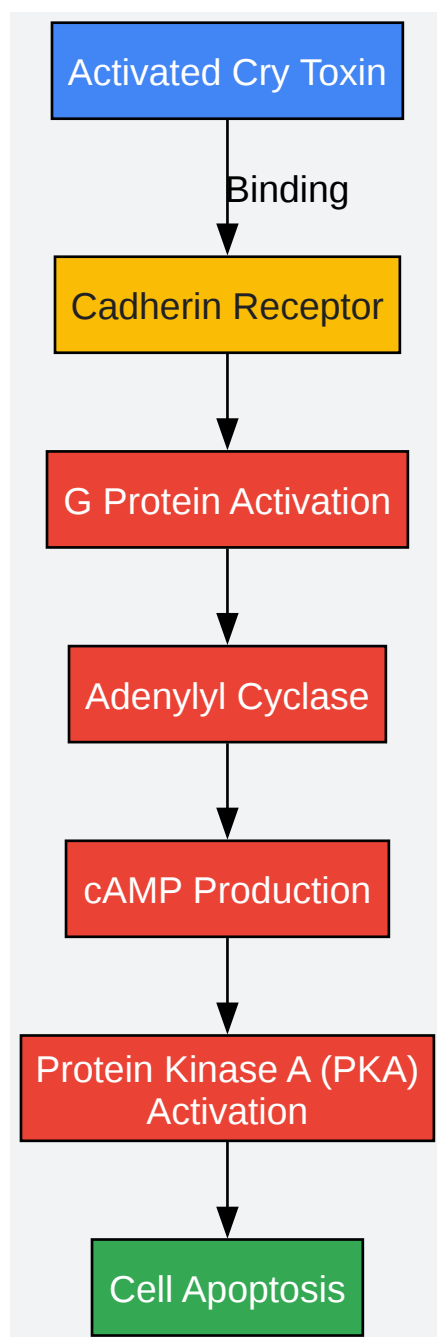 Activated Cry Toxin
Binding
Cadherin Receptor
G Protein Activation
Adenylyl Cyclase
cAMP Production
Protein Kinase A (PKA)
Activation
Cell Apoptosis